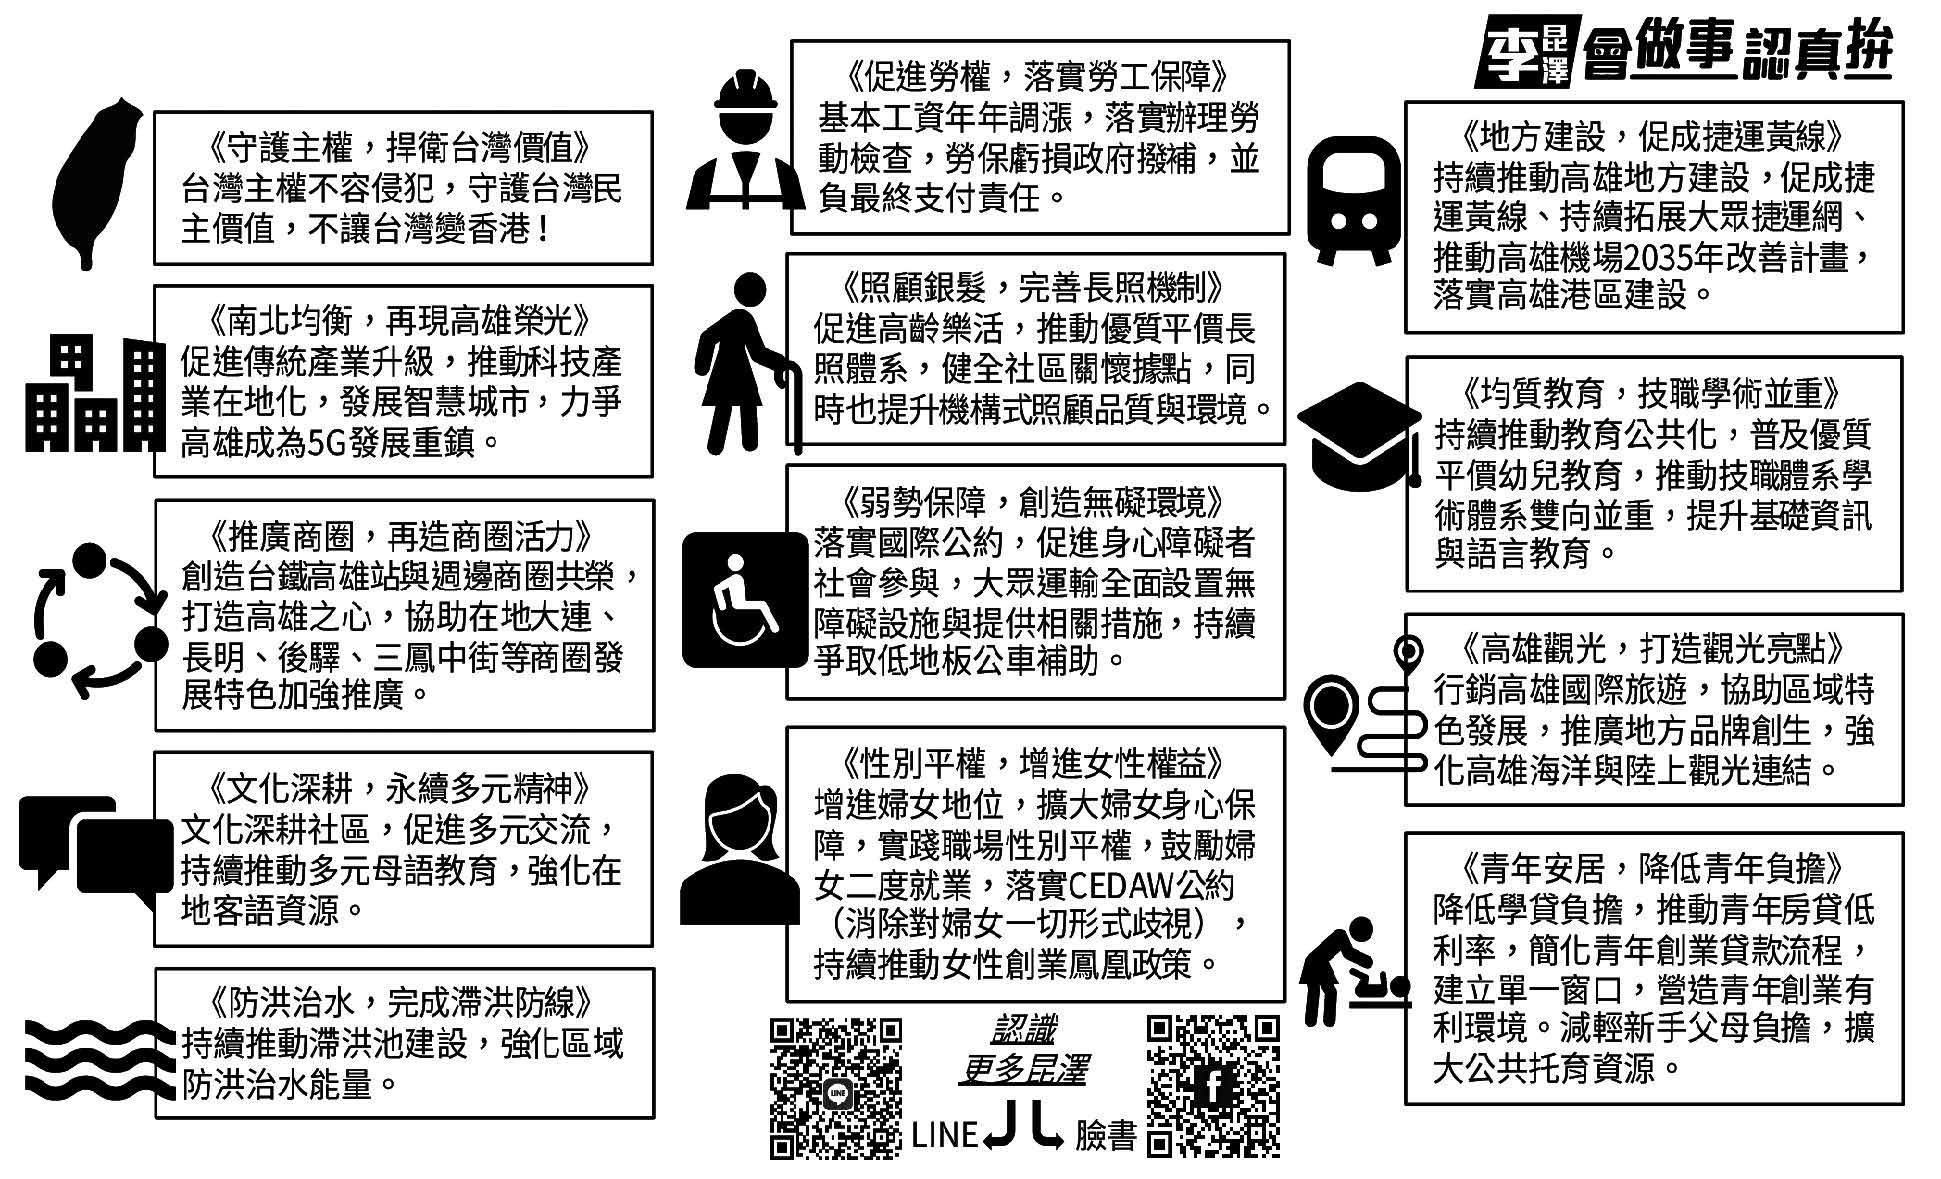 《守護主權，捍衛台灣價值》
台灣主權不容侵犯，守護台灣民
主價值，不讓台灣變香港！
《南北均衡，再現高雄榮光》
促進傳統產業升級，推動科技產
業在地化，發展智慧城市，力爭
高雄成為5G發展重鎮。
《推廣商圈，再造商圈活力》
創造台鐵高雄站與週邊商圈共榮，
打造高雄之心，協助在地大連、
長明、後驛、三鳳中街等商圈發
展特色加強推廣。
《文化深耕，永續多元精神》
文化深耕社區，促進多元交流，
持續推動多元母語教育，強化在
地客語資源。
《防洪治水，完成滯洪防線》
持續推動滯洪池建設，強化區域
防洪治水能量。
《促進勞權，落實勞工保障》
基本工資年年調漲，落實辦理勞
動檢查，勞保虧損政府撥補，並
負最終支付責任。
《照顧銀髮，完善長照機制》
促進高齡樂活，推動優質平價長
照體系，健全社區關懷據點，同
時也提升機構式照顧品質與環境。
《弱勢保障，創造無礙環境》
落實國際公約，促進身心障礙者
社會參與，大眾運輸全面設置無
障礙設施與提供相關措施，持續
爭取低地板公車補助。
《性別平權，增進女性權益》
增進婦女地位，擴大婦女身心保
障，實踐職場性別平權，鼓勵婦
女二度就業，落實CEDAW公約
（消除對婦女一切形式歧視），
持續推動女性創業鳳凰政策。
認識
更多昆澤
LINE 臉書
LINE
f
李昆澤 會做事 認真拚
《地方建設，促成捷運黃線》
持續推動高雄地方建設，促成捷
運黃線、持續拓展大眾捷運網、
推動高雄機場2035年改善計畫，
落實高雄港區建設。
《均質教育，技職學術並重》
持續推動教育公共化，普及優質
平價幼兒教育，推動技職體系學
術體系雙向並重，提升基礎資訊
與語言教育。
《高雄觀光，打造觀光亮點》
行銷高雄國際旅遊，協助區域特
色發展，推廣地方品牌創生，強
化高雄海洋與陸上觀光連結。
《青年安居，降低青年負擔》
降低學貸負擔，推動青年房貸低
利率，簡化青年創業貸款流程，
建立單一窗口，營造青年創業有
利環境。減輕新手父母負擔，擴
大公共托育資源。